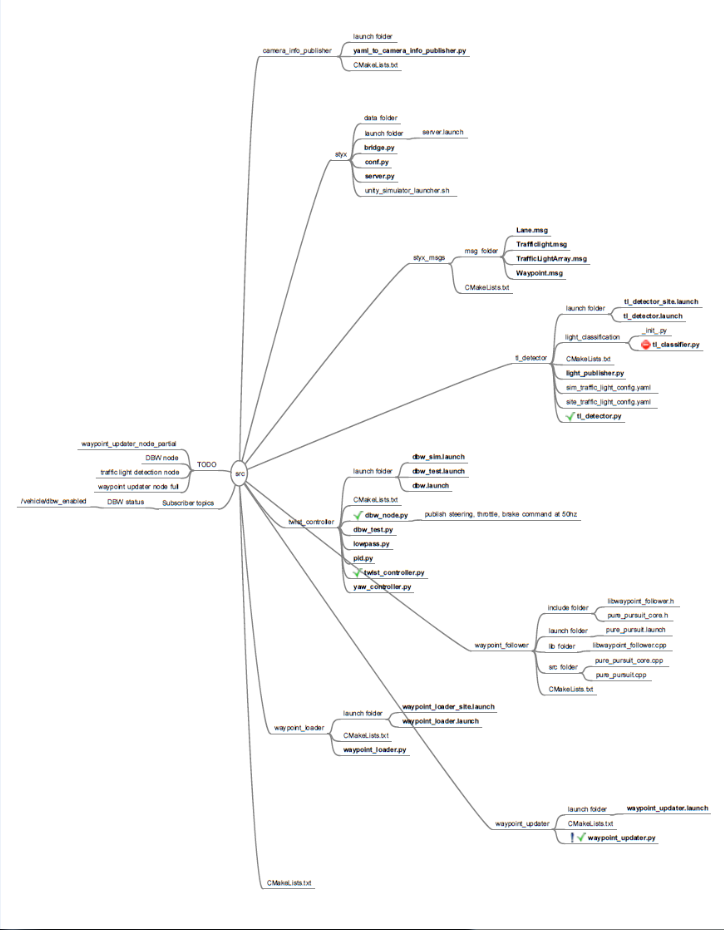 launch folder
camera_info_publisher
yaml_to_camera_info_publisher.py
CMakeLists.txt
data folder
launch folder
server.launch
styx
bridge.py
conf.py
server.py
unity_simulator_launcher.sh
Lane.msg
msg folder
Trafficlight.msg
TrafficLightArray.msg
Waypoint.msg
styx_msgs
CMakeLists.txt
tl_detector_site.launch
launch folder
tl_detector.launch
light_classification
_init_.py
tl_classifier.py
tl_detector
CMakeLists.txt
light_publisher.py
sim_traffic_light_config.yaml
site_traffic_light_config.yaml
tl_detector.py
waypoint_updater_node_partial
DBW node
TODO
traffic light detection node
waypoint updater node full
/vehicle/dbw_enabled
DBW status
Subscriber topics
src
dbw_sim.launch
launch folder
dbw_test.launch
dbw.launch
CMakeLists.txt
twist_controller
dbw_node.py
publish steering, throttle, brake command at 50hz
dbw_test.py
lowpass.py
pid.py
twist_controller.py
yaw_controller.py
libwaypoint_follower.h
include folder
pure_pursuit_core.h
launch folder
pure_pursuit.launch
waypoint_follower
lib folder
libwaypoint_follower.cpp
pure_pursuit_core.cpp
src folder
pure_pursuit.cpp
CMakeLists.txt
waypoint_loader_site.launch
launch folder
waypoint_loader.launch
waypoint_loader
CMakeLists.txt
waypoint_loader.py
launch folder
waypoint_updater.launch
waypoint_updater
CMakeLists.txt
waypoint_updater.py
CMakeLists.txt